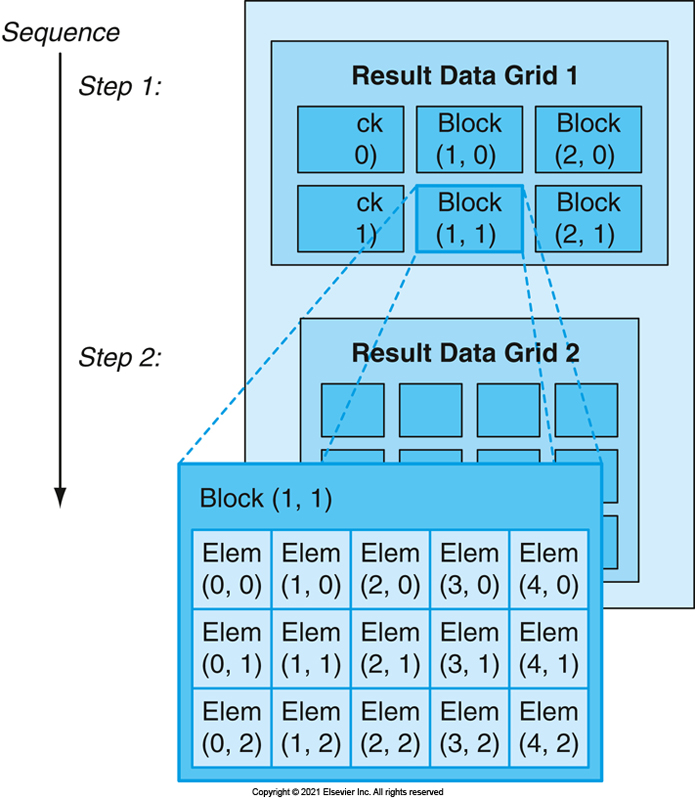 Sequence
Step 1:
Result Data Grid 1
ck Block Block
0) (1, 0) (2, 0)
ck Block Block
1) (1, 1) (2, 1)
Step 2:
Result Data Grid 2
Block (1, 1)
Elem Elem Elem Elem Elem
(0, 0) (1, 0) (2, 0) (3, 0) (4, 0)
Elem Elem Elem Elem Elem
(0, 1) (1, 1) (2, 1) (3, 1) (4, 1)
Elem Elem Elem Elem Elem
(0, 2) (1, 2) (2, 2) (3, 2) (4, 2)
Copyright © 2021 Elsevier Inc. All rights reserved